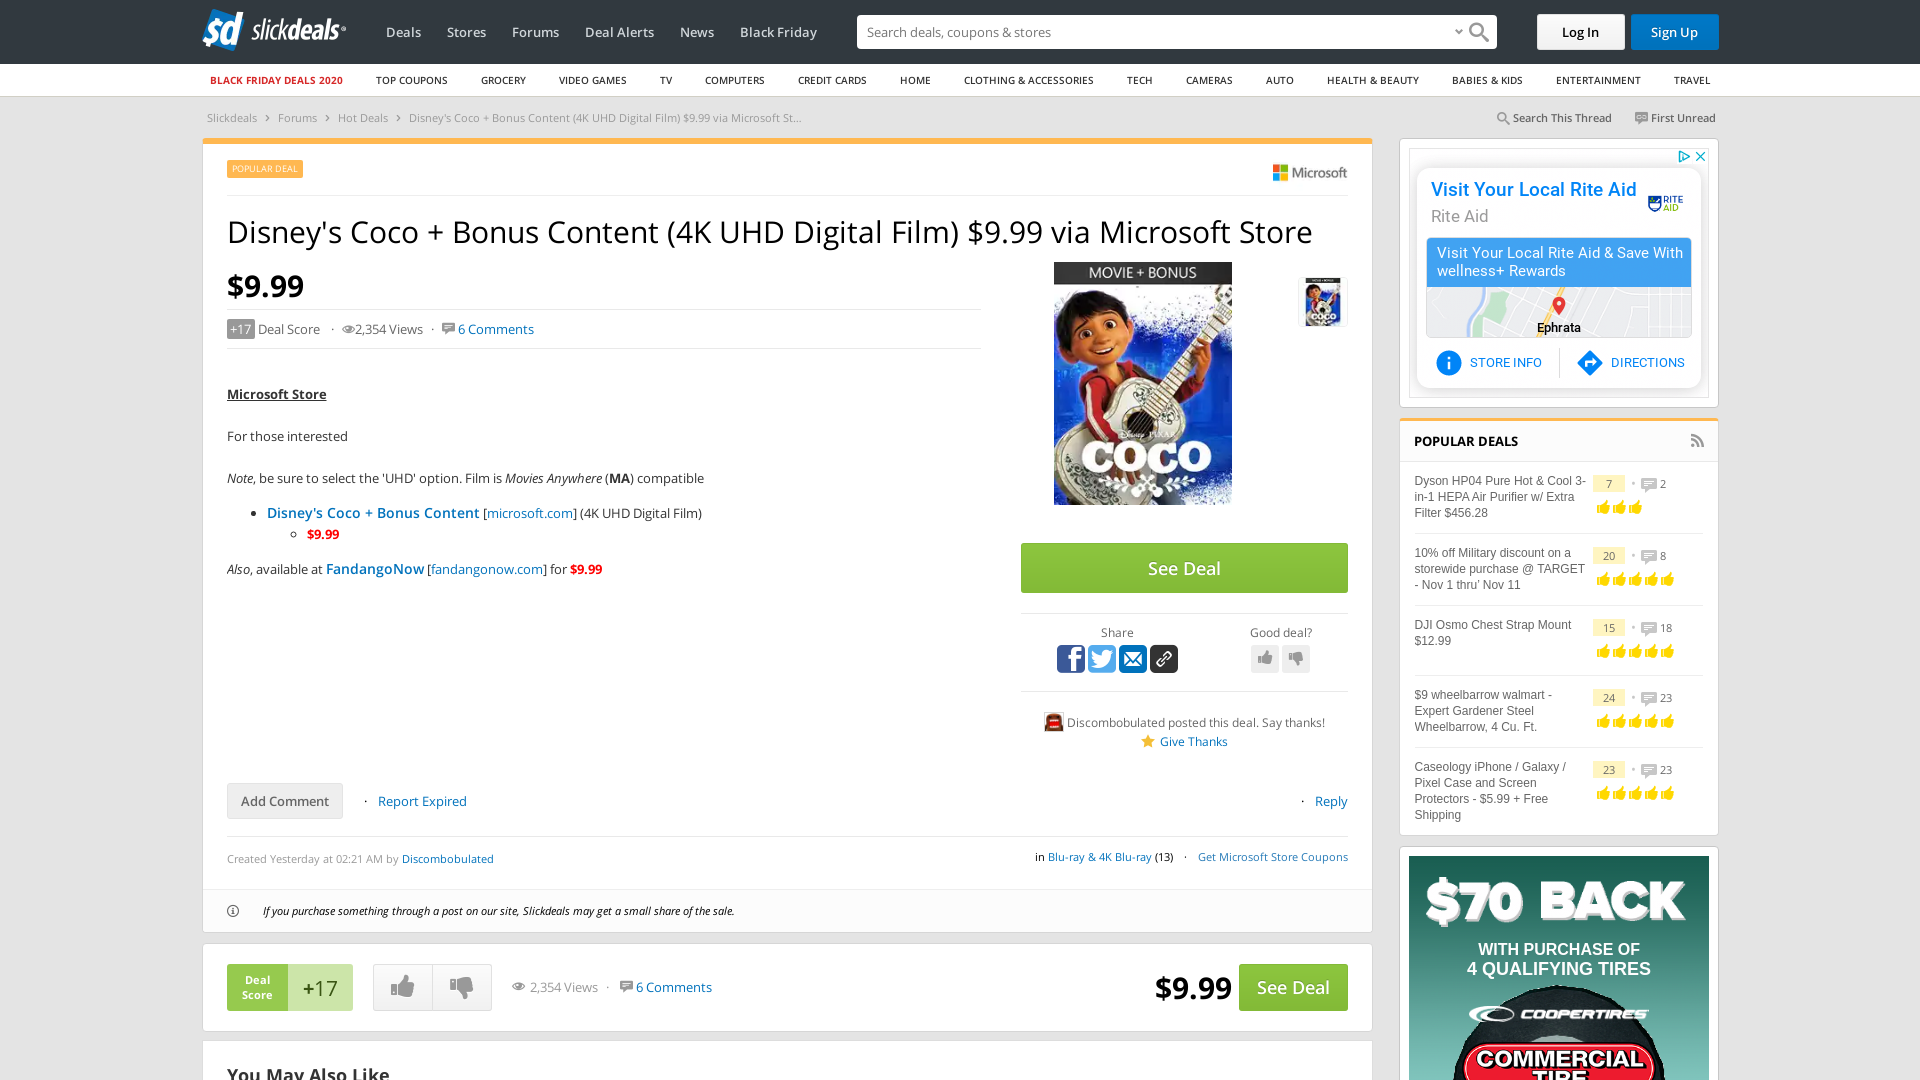 sd slickdeals
Deals Stores Forums Deal Alerts News Black Friday
Search deals, coupons & stores
Log In Sign Up
BLACK FRIDAY DEALS 2020 TOP COUPONS GROCERY VIDEO GAMES TV COMPUTERS CREDIT CARDS HOME CLOTHING & ACCESSORIES TECH CAMERAS AUTO HEALTH & BEAUTY BABIES & KIDS ENTERTAINMENT TRAVEL
Slickdeals › Forums › Hot Deals › Disney's Coco + Bonus Content (4K UHD Digital Film) $9.99 via Microsoft St...
Search This Thread First Unread
POPULAR DEAL
Microsoft
Disney's Coco + Bonus Content (4K UHD Digital Film) $9.99 via Microsoft Store
$9.99
+17 Deal Score · 2,354 Views · 6 Comments
Microsoft Store
For those interested
Note, be sure to select the 'UHD' option. Film is Movies Anywhere (MA) compatible
• Disney's Coco + Bonus Content [microsoft.com] (4K UHD Digital Film)
$9.99
Also, available at FandangoNow [fandangonow.com] for $9.99
MOVIE + BONUS
Disney PIXAR
COCO
See Deal
Share
Good deal?
Discombobulated posted this deal. Say thanks!
Give Thanks
Add Comment · Report Expired
· Reply
Created Yesterday at 02:21 AM by Discombobulated
in Blu-ray & 4K Blu-ray (13) · Get Microsoft Store Coupons
If you purchase something through a post on our site, Slickdeals may get a small share of the sale.
Deal
Score
+17
2,354 Views · 6 Comments
$9.99 See Deal
You May Also Like
Visit Your Local Rite Aid
Rite Aid
RITE
AID
Visit Your Local Rite Aid & Save With
wellness+ Rewards
Ephrata
STORE INFO DIRECTIONS
POPULAR DEALS
Dyson HP04 Pure Hot & Cool 3-
in-1 HEPA Air Purifier w/ Extra
Filter $456.28
7 • 2
10% off Military discount on a
storewide purchase @ TARGET
- Nov 1 thru' Nov 11
20 • 8
DJI Osmo Chest Strap Mount
$12.99
15 • 18
$9 wheelbarrow walmart -
Expert Gardener Steel
Wheelbarrow, 4 Cu. Ft.
24 • 23
Caseology iPhone / Galaxy /
Pixel Case and Screen
Protectors - $5.99 + Free
Shipping
23 • 23
$70 BACK
WITH PURCHASE OF
4 QUALIFYING TIRES
COOPERTIRES
COMMERCIAL
TIRE